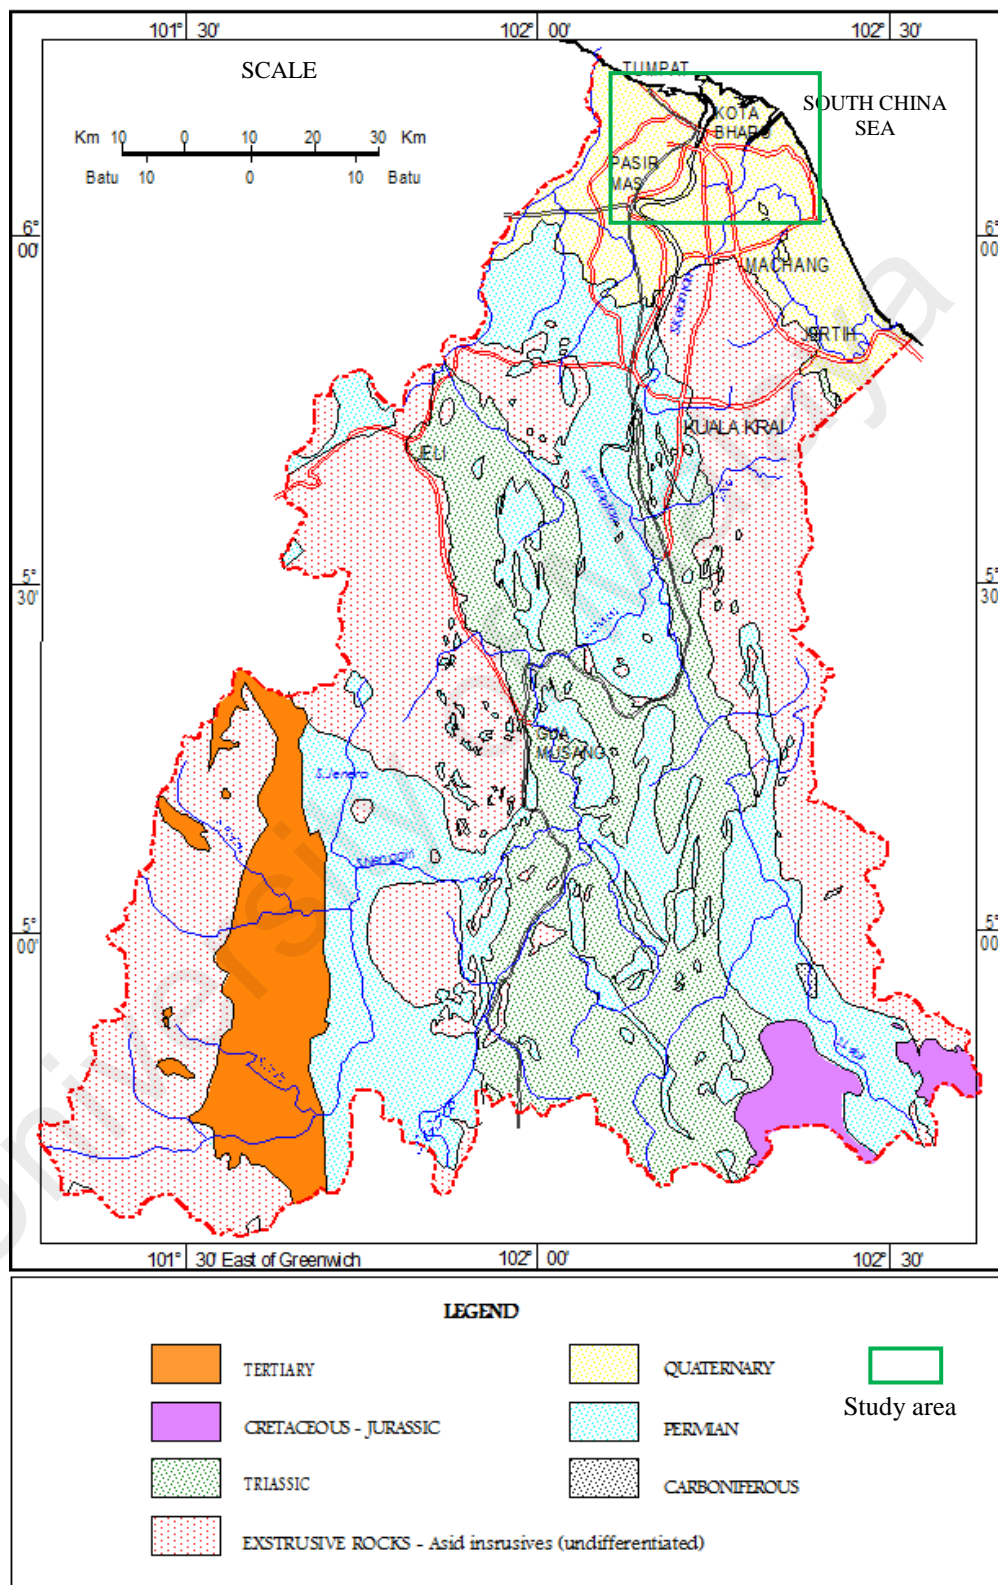 101° 30'
102° 00'
102° 30'
SCALE
TUMPAT
SOUTH CHINA
SEA
KOTA
BHARU
Km 10 0 10 20 30 Km
Batu 10 0 10 Batu
PASIR
MAS
6°
00'
6°
00'
MACHANG
JERTIH
KUALA KRAI
JELI
5°
30'
5°
30'
GUA
MUSANG
S.Jenera
S.Nenggiri
5°
00'
5°
00'
101° 30' East of Greenwich
102° 00'
102° 30'
LEGEND
TERTIARY
QUATERNARY
CRETACEOUS - JURASSIC
PERMIAN
Study area
TRIASSIC
CARBONIFEROUS
EXSTRUSIVE ROCKS - Asid insrusives (undifferentiated)